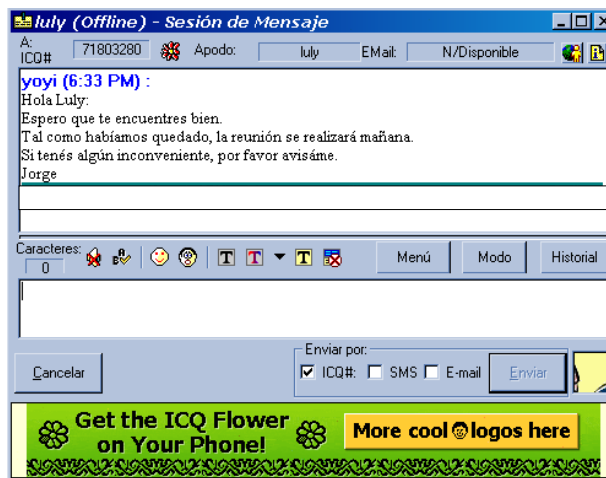 luly (Offline) - Sesión de Mensaje
A: ICQ# 71803280 Apodo: luly EMail: N/Disponible
yoyi (6:33 PM) :
Hola Luly:
Espero que te encuentres bien.
Tal como habíamos quedado, la reunión se realizará mañana.
Si tenés algún inconveniente, por favor avisáme.
Jorge
Caracteres: 0 Menú Modo Historial
Enviar por:
Cancelar ICQ#: SMS E-mail Enviar
Get the ICQ Flower
on Your Phone!
More cool logos here